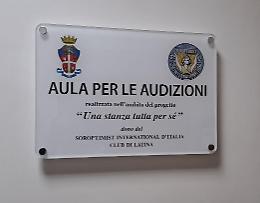 AULA PER LE AUDIZIONI
realizzata nell'ambito del progetto
"Una stanza tutta per sé"
dono del
SOROPTIMIST INTERNATIONAL D'ITALIA
CLUB DI LATINA